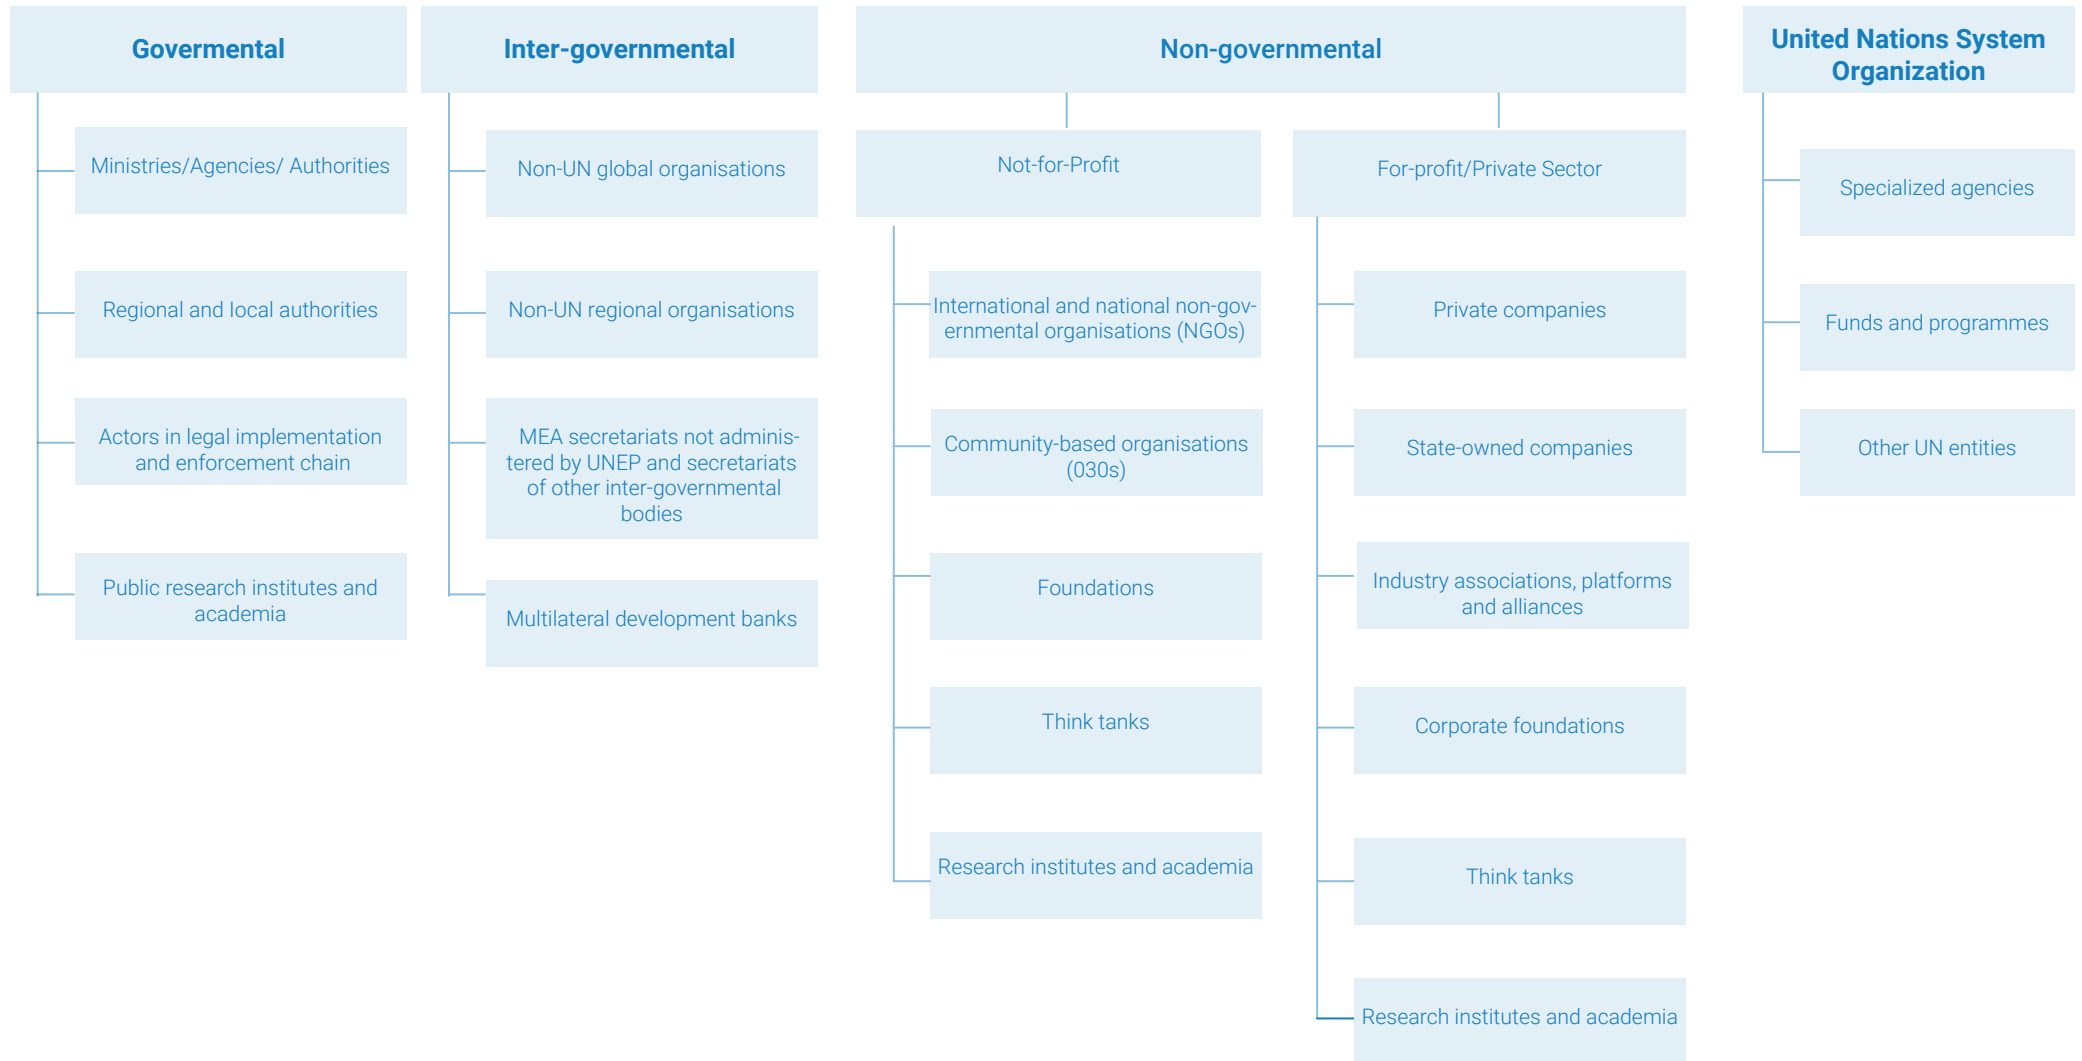 Govermental
Ministries/Agencies/ Authorities
Regional and local authorities
Actors in legal implementation
and enforcement chain
Public research institutes and
academia
Inter-governmental
Non-UN global organisations
Non-UN regional organisations
MEA secretariats not adminis-
tered by UNEP and secretariats
of other inter-governmental
bodies
Multilateral development banks
Non-governmental
Not-for-Profit
International and national non-gov-
ernmental organisations (NGOs)
Community-based organisations
(030s)
Foundations
Think tanks
Research institutes and academia
For-profit/Private Sector
Private companies
State-owned companies
Industry associations, platforms
and alliances
Corporate foundations
Think tanks
Research institutes and academia
United Nations System
Organization
Specialized agencies
Funds and programmes
Other UN entities